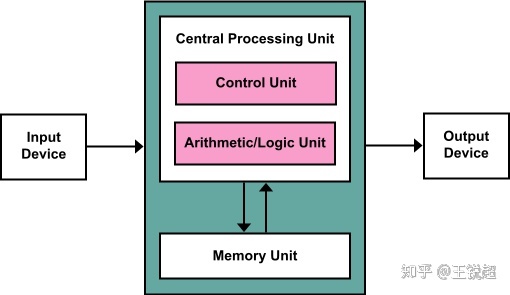 Central Processing Unit
Control Unit
Arithmetic/Logic Unit
Input
Device
Output
Device
Memory Unit
知乎 @王锐超